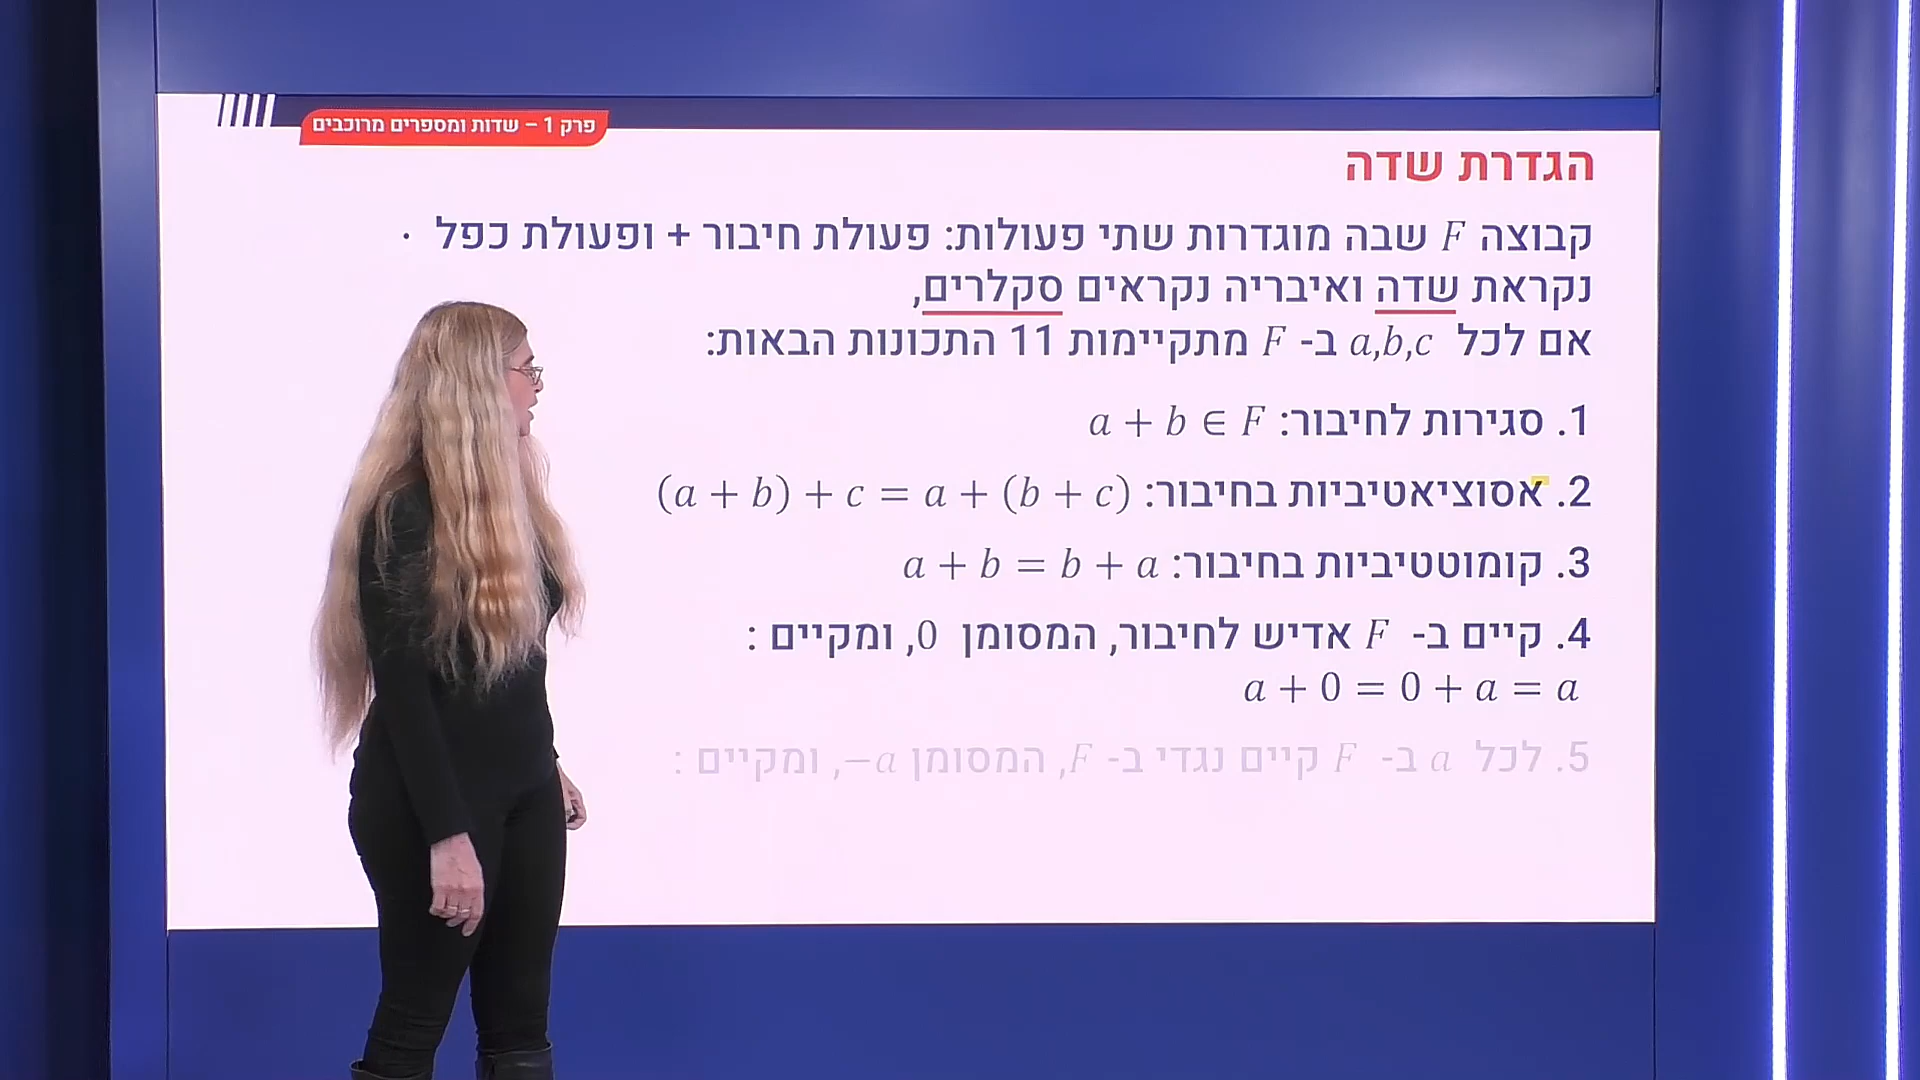 פרק 1 – שדות ומספרים מרוכבים
הגדרת שדה
קבוצה F שבה מוגדרות שתי פעולות: פעולת חיבור + ופעולת כפל ·
נקראת שדה ואיבריה נקראים סקלרים,
אם לכל a,b,c ב- F מתקיימות 11 התכונות הבאות:
1. סגירות לחיבור: a + b ∈ F
2. אסוציאטיביות בחיבור: (a + b) + c = a + (b + c)
3. קומוטטיביות בחיבור: a + b = b + a
4. קיים ב- F אדיש לחיבור, המסומן 0, ומקיים :
a + 0 = 0 + a = a
5. לכל a ב- F קיים נגדי ב- F, המסומן −a, ומקיים :